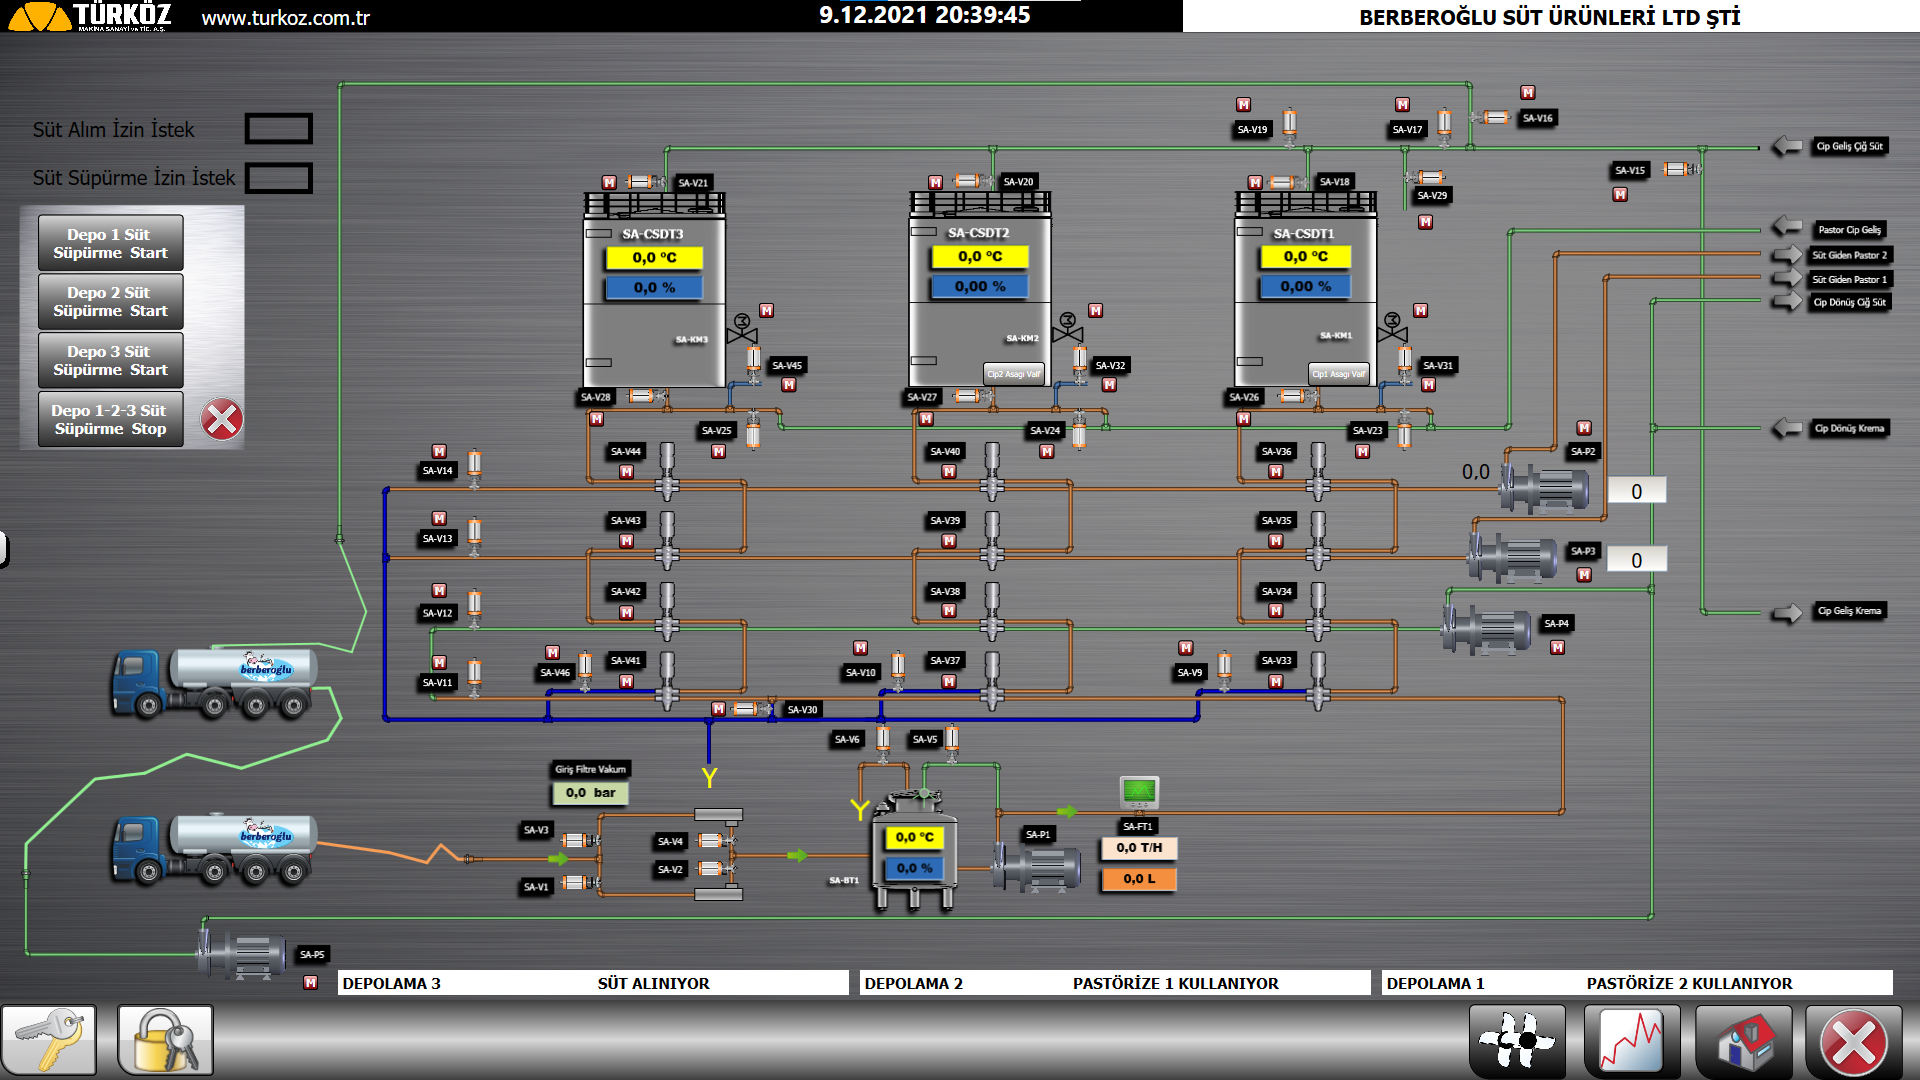 TÜRKÖZ
MAKİNA SANAYİ ve TİC. A.Ş.
www.turkoz.com.tr
9.12.2021 20:39:45
BERBEROĞLU SÜT ÜRÜNLERİ LTD ŞTİ
Süt Alım İzin İstek
Süt Süpürme İzin İstek
Depo 1 Süt
Süpürme Start
Depo 2 Süt
Süpürme Start
Depo 3 Süt
Süpürme Start
Depo 1-2-3 Süt
Süpürme Stop
M
SA-V19
M
SA-V17
M
SA-V16
Cip Geliş Çiğ Süt
SA-V15
M
M
SA-V21
M
SA-V20
M
SA-V18
SA-V29
M
Pastor Cip Geliş
Süt Giden Pastor 2
Süt Giden Pastor 1
Cip Dönüş Çiğ Süt
SA-CSDT3
0,0 °C
0,0 %
SA-KM3
SA-CSDT2
0,0 °C
0,00 %
SA-KM2
Cip2 Asagı Valf
SA-CSDT1
0,0 °C
0,00 %
SA-KM1
Cip1 Asagı Valf
M
SA-V45
M
M
SA-V32
M
M
SA-V31
M
SA-V28
M
SA-V27
M
SA-V26
M
SA-V25
M
SA-V24
M
SA-V23
M
Cip Dönüş Krema
M
SA-P2
0,0
0
M
SA-V14
SA-V44
M
SA-V40
M
SA-V36
M
M
SA-V13
SA-V43
M
SA-V39
M
SA-V35
M
SA-P3
M
0
M
SA-V12
SA-V42
M
SA-V38
M
SA-V34
M
SA-P4
M
Cip Geliş Krema
M
SA-V11
M
SA-V46
SA-V41
M
M
SA-V10
SA-V37
M
M
SA-V9
SA-V33
M
M
SA-V30
SA-V6
SA-V5
berberoğlu
berberoğlu
Giriş Filtre Vakum
0,0 bar
Y
Y
SA-V3
SA-V4
SA-V2
SA-V1
0,0 °C
0,0 %
SA-BT1
SA-P1
SA-FT1
0,0 T/H
0,0 L
SA-P5
M
DEPOLAMA 3 SÜT ALINIYOR
DEPOLAMA 2 PASTÖRİZE 1 KULLANIYOR
DEPOLAMA 1 PASTÖRİZE 2 KULLANIYOR